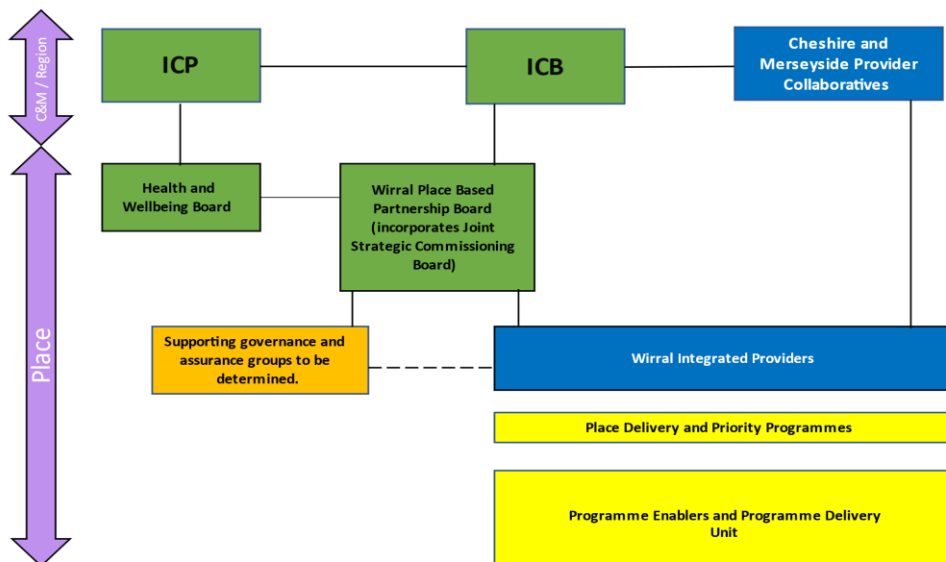 C&M / Region
ICP
ICB
Cheshire and
Merseyside Provider
Collaboratives
Place
Health and
Wellbeing Board
Wirral Place Based
Partnership Board
(incorporates Joint
Strategic Commissioning
Board)
Supporting governance and
assurance groups to be
determined.
Wirral Integrated Providers
Place Delivery and Priority Programmes
Programme Enablers and Programme Delivery
Unit